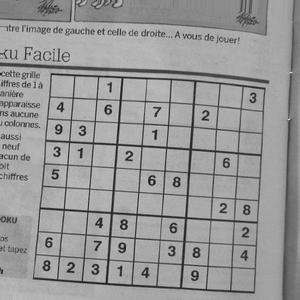 ntre l'image de gauche et celle de droite... A vous de jouer!
ku Facile
cette grille
iffres de 1 à
anière
apparaisse
ns aucune
u colonnes.
aussi
neuf
acun de
oit
chiffres
OKU
os
et tapez
1 3
4 6 7 2
9 3 1
3 1 2 6
5 6 8
2 8
4 8 6 2
6 7 9 3 8 4
8 2 3 1 4 9